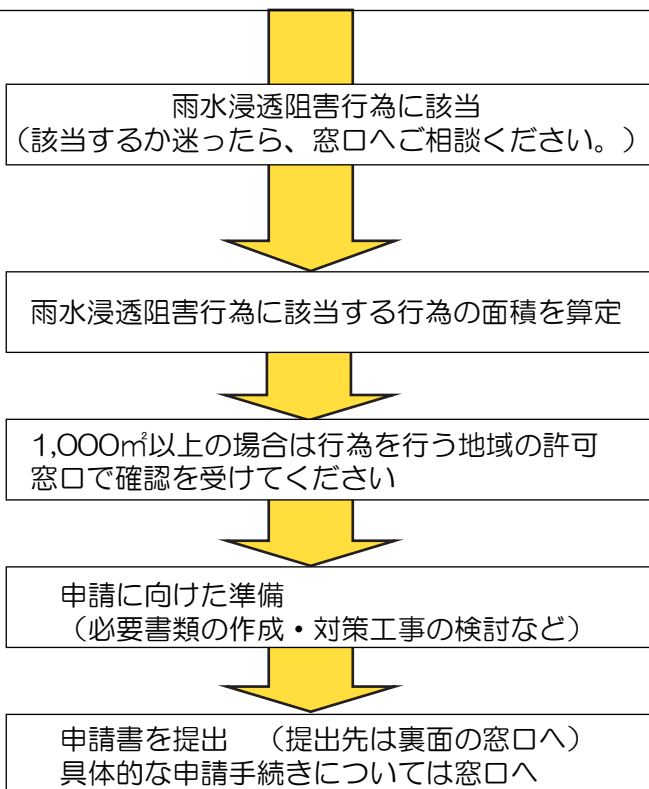 雨水浸透阻害行為に該当
（該当するか迷ったら、窓口へご相談ください。）
雨水浸透阻害行為に該当する行為の面積を算定
1,000㎡以上の場合は行為を行う地域の許可
窓口で確認を受けてください
申請に向けた準備
（必要書類の作成・対策工事の検討など）
申請書を提出　（提出先は裏面の窓口へ）
具体的な申請手続きについては窓口へ